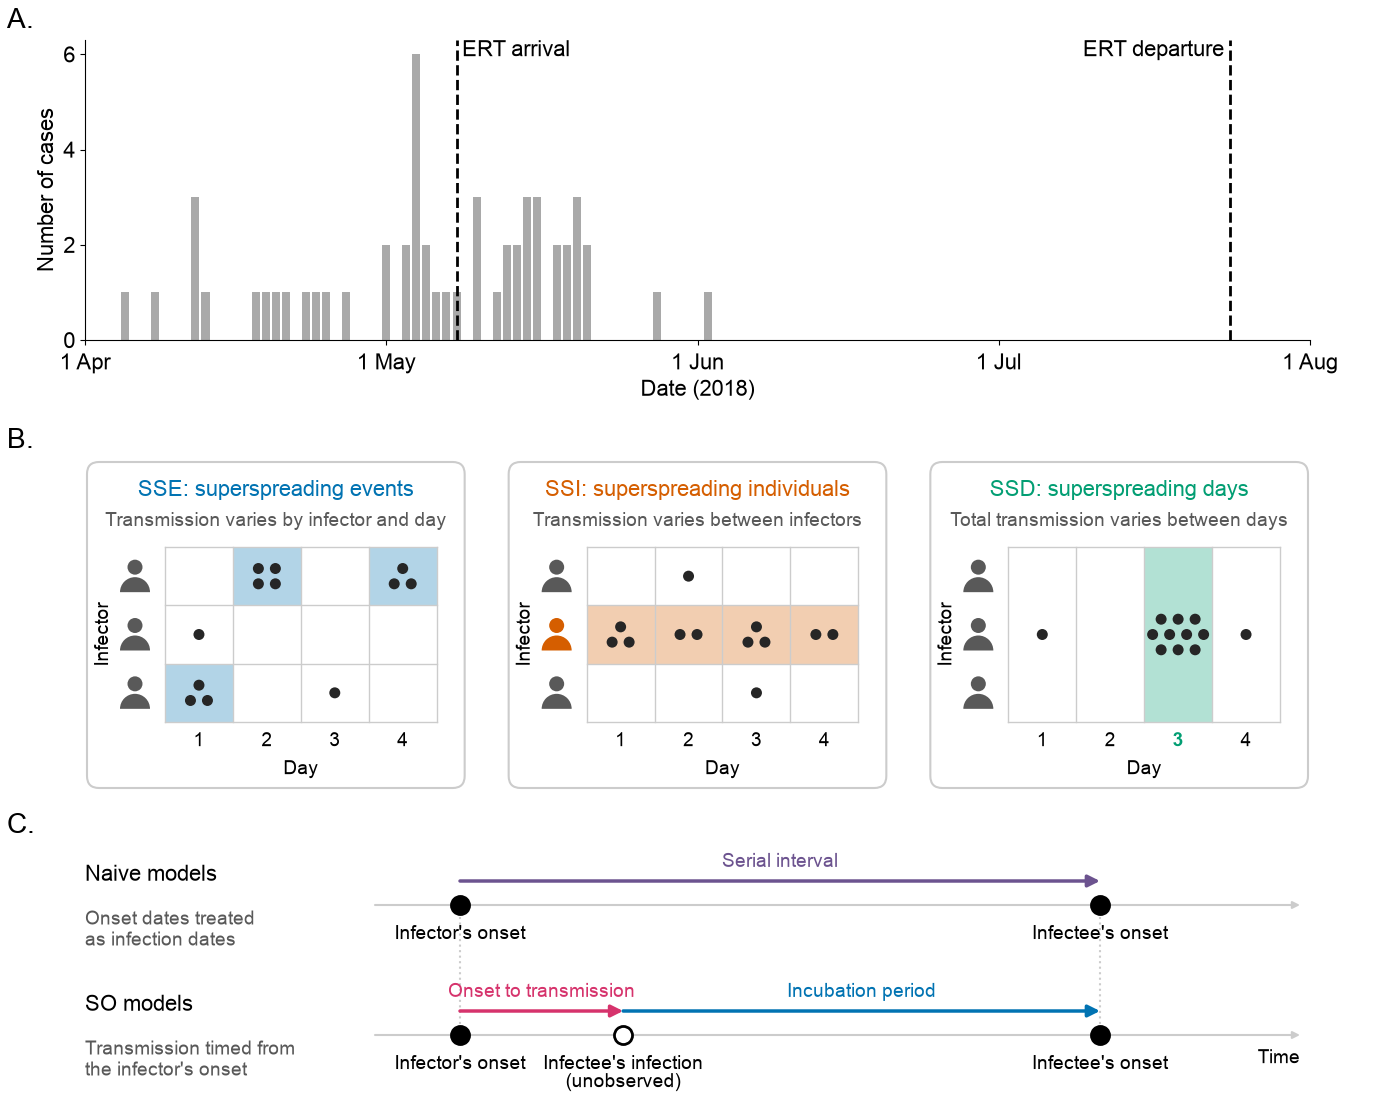 A.
ERT arrival
ERT departure
6
4
2
0
Number of cases
1 Apr
1 May
1 Jun
1 Jul
1 Aug
Date (2018)
B.
SSE: superspreading events
Transmission varies by infector and day
Infector
1
2
3
4
Day
SSI: superspreading individuals
Transmission varies between infectors
Infector
1
2
3
4
Day
SSD: superspreading days
Total transmission varies between days
Infector
1
2
3
4
Day
C.
Naive models
Onset dates treated
as infection dates
Serial interval
Infector's onset
Infectee's onset
SO models
Transmission timed from
the infector's onset
Onset to transmission
Incubation period
Infector's onset
Infectee's infection
(unobserved)
Infectee's onset
Time